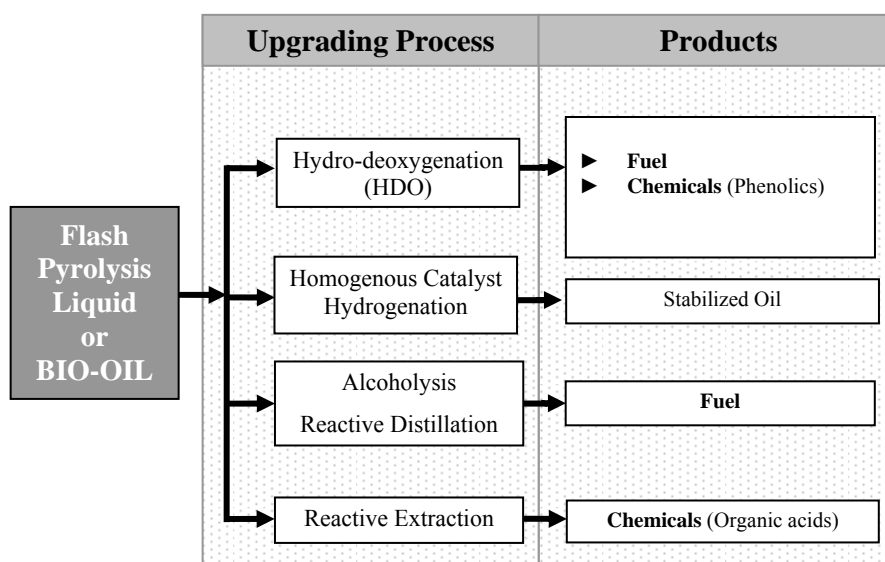 Upgrading Process
Products
Flash
Pyrolysis
Liquid
or
BIO-OIL
Hydro-deoxygenation
(HDO)
► Fuel
► Chemicals (Phenolics)
Homogenous Catalyst
Hydrogenation
Stabilized Oil
Alcoholysis
Reactive Distillation
Fuel
Reactive Extraction
Chemicals (Organic acids)